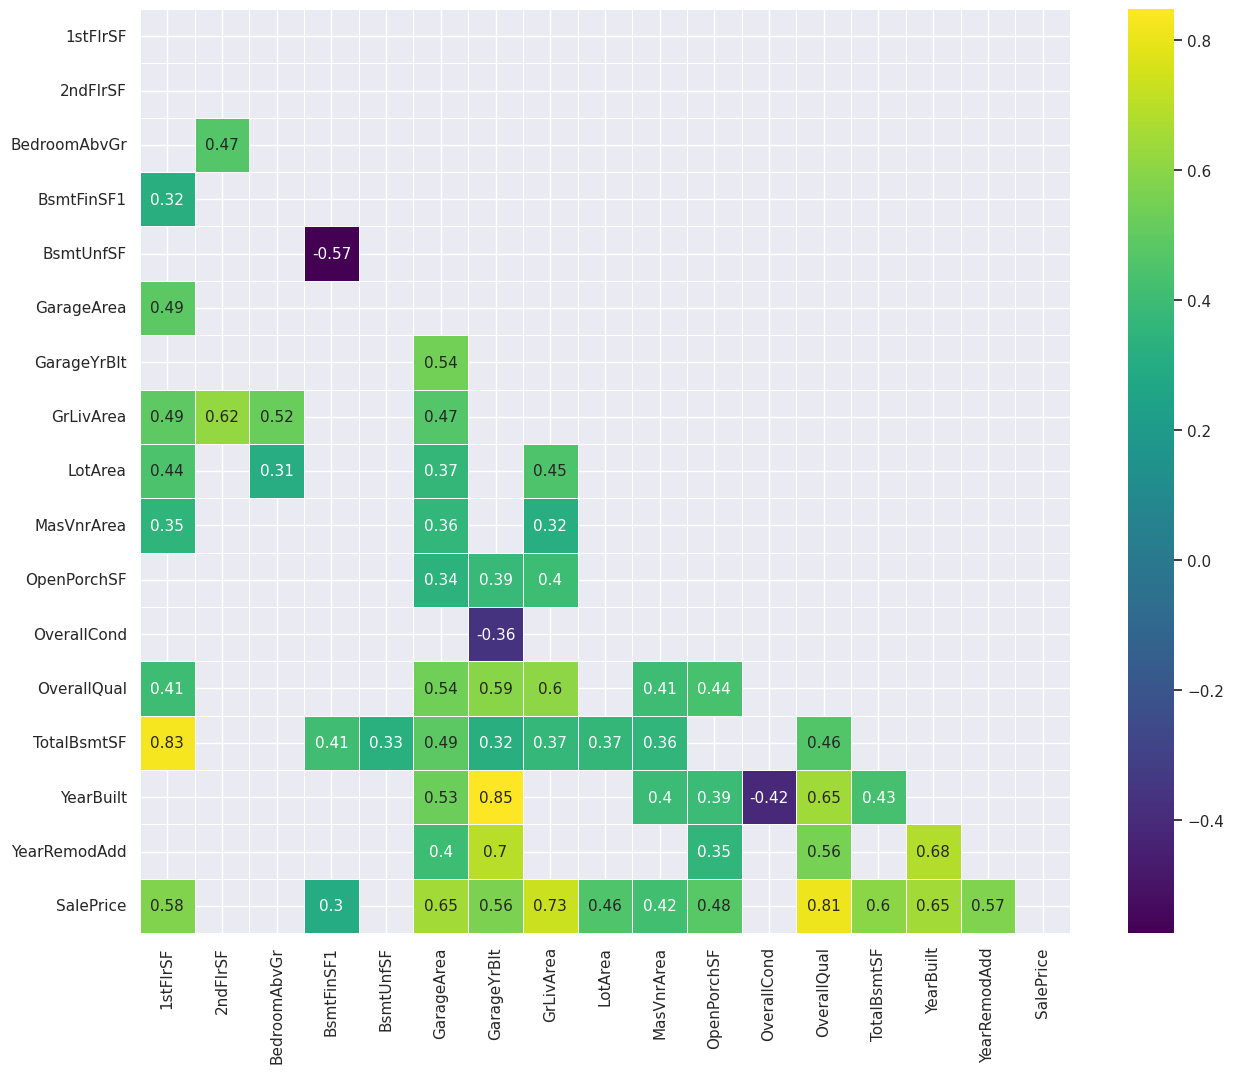 1stFlrSF
2ndFlrSF
BedroomAbvGr 0.47
BsmtFinSF1 0.32
BsmtUnfSF -0.57
GarageArea 0.49
GarageYrBlt 0.54
GrLivArea 0.49 0.62 0.52 0.47
LotArea 0.44 0.31 0.37 0.45
MasVnrArea 0.35 0.36 0.32
OpenPorchSF 0.34 0.39 0.4
OverallCond -0.36
OverallQual 0.41 0.54 0.59 0.6 0.41 0.44
TotalBsmtSF 0.83 0.41 0.33 0.49 0.32 0.37 0.37 0.36 0.46
YearBuilt 0.53 0.85 0.4 0.39 -0.42 0.65 0.43
YearRemodAdd 0.4 0.7 0.35 0.56 0.68
SalePrice 0.58 0.3 0.65 0.56 0.73 0.46 0.42 0.48 0.81 0.6 0.65 0.57
1stFlrSF
2ndFlrSF
BedroomAbvGr
BsmtFinSF1
BsmtUnfSF
GarageArea
GarageYrBlt
GrLivArea
LotArea
MasVnrArea
OpenPorchSF
OverallCond
OverallQual
TotalBsmtSF
YearBuilt
YearRemodAdd
SalePrice
0.8
0.6
0.4
0.2
0.0
−0.2
−0.4